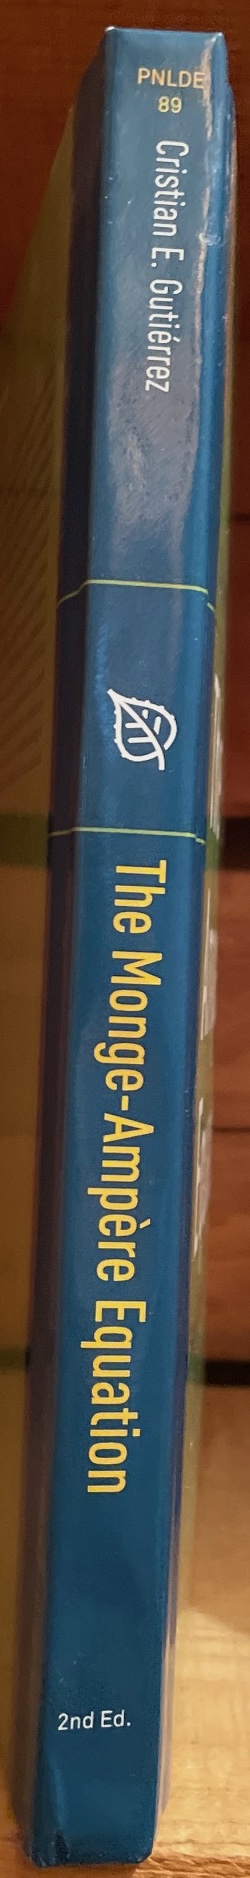 PNLDE
89
Cristian E. Gutiérrez
The Monge-Ampère Equation
2nd Ed.